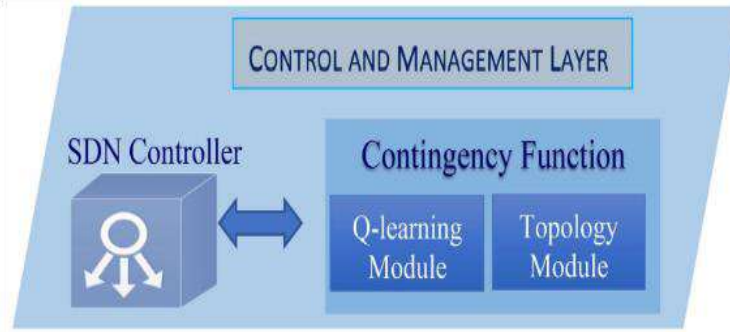 CONTROL AND MANAGEMENT LAYER
SDN Controller
Contingency Function
Q-learning
Module
Topology
Module